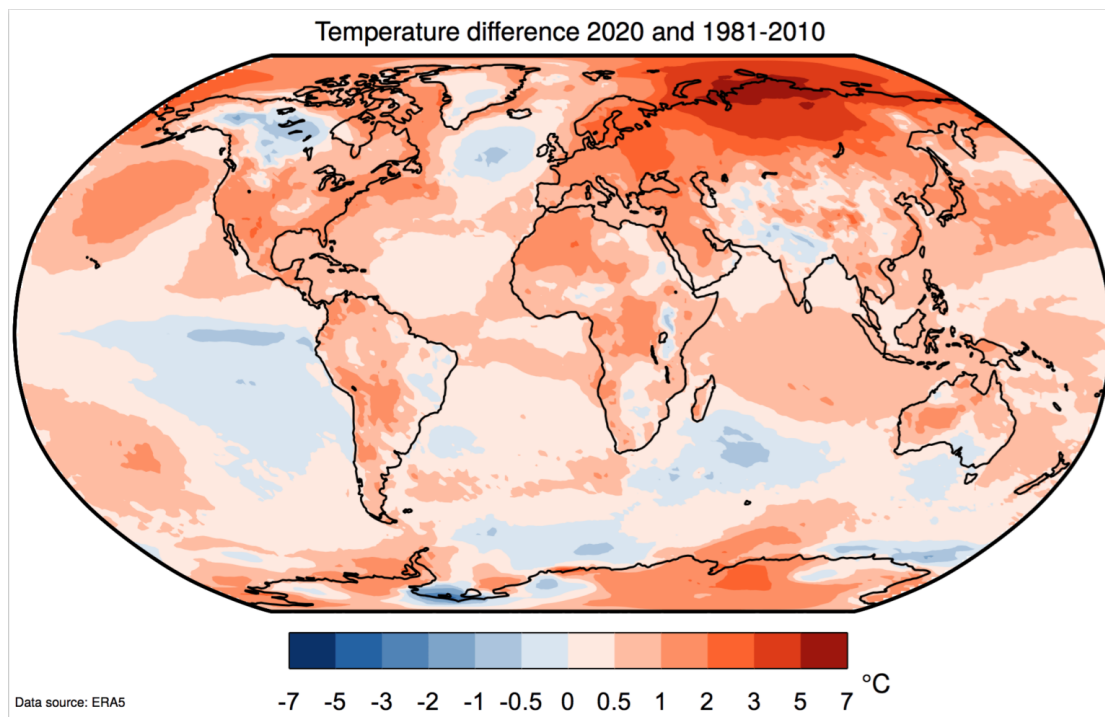 Temperature difference 2020 and 1981-2010
-7 -5 -3 -2 -1 -0.5 0 0.5 1 2 3 5 7 °C
Data source: ERA5